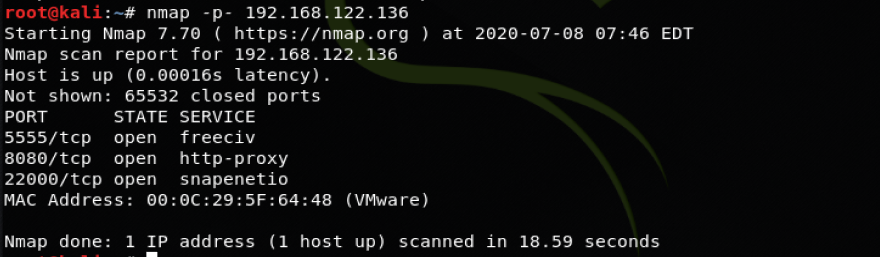 root@kali:~# nmap -p- 192.168.122.136
Starting Nmap 7.70 ( https://nmap.org ) at 2020-07-08 07:46 EDT
Nmap scan report for 192.168.122.136
Host is up (0.00016s latency).
Not shown: 65532 closed ports
PORT      STATE SERVICE
5555/tcp  open  freeciv
8080/tcp  open  http-proxy
22000/tcp open  snapenetio
MAC Address: 00:0C:29:5F:64:48 (VMware)
Nmap done: 1 IP address (1 host up) scanned in 18.59 seconds